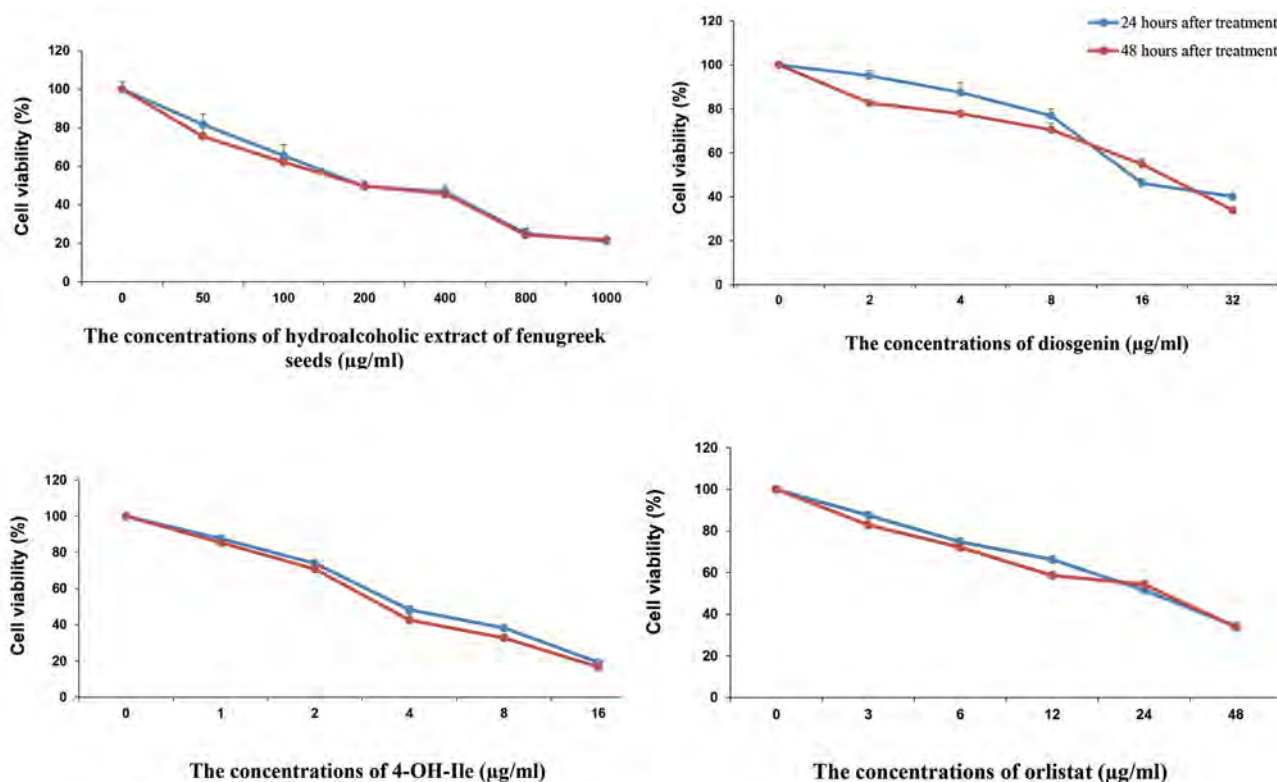 Cell viability (%)
120
100
80
60
40
20
0
0 50 100 200 400 800 1000
The concentrations of hydroalcoholic extract of fenugreek
seeds (µg/ml)
24 hours after treatment
48 hours after treatment
Cell viability (%)
120
100
80
60
40
20
0
0 2 4 8 16 32
The concentrations of diosgenin (µg/ml)
Cell viability (%)
120
100
80
60
40
20
0
0 1 2 4 8 16
The concentrations of 4-OH-Ile (µg/ml)
Cell viability (%)
120
100
80
60
40
20
0
0 3 6 12 24 48
The concentrations of orlistat (µg/ml)